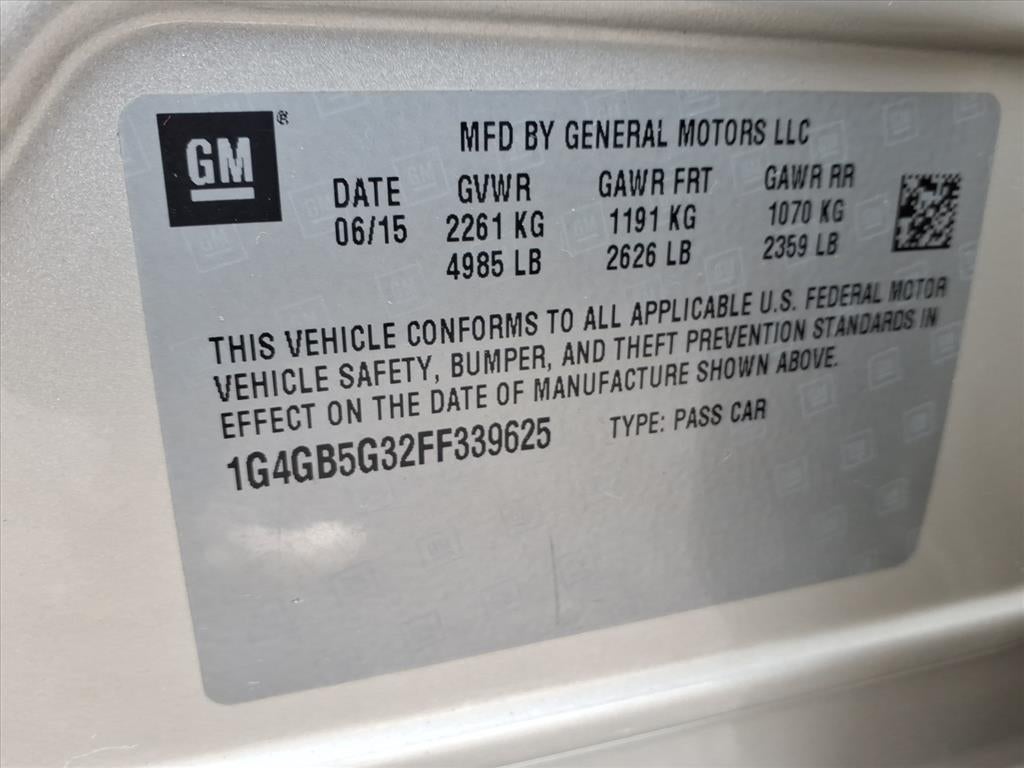 GM ®
MFD BY GENERAL MOTORS LLC
DATE GVWR GAWR FRT GAWR RR
06/15 2261 KG 1191 KG 1070 KG
4985 LB 2626 LB 2359 LB
THIS VEHICLE CONFORMS TO ALL APPLICABLE U.S. FEDERAL MOTOR
VEHICLE SAFETY, BUMPER, AND THEFT PREVENTION STANDARDS IN
EFFECT ON THE DATE OF MANUFACTURE SHOWN ABOVE.
1G4GB5G32FF339625 TYPE: PASS CAR